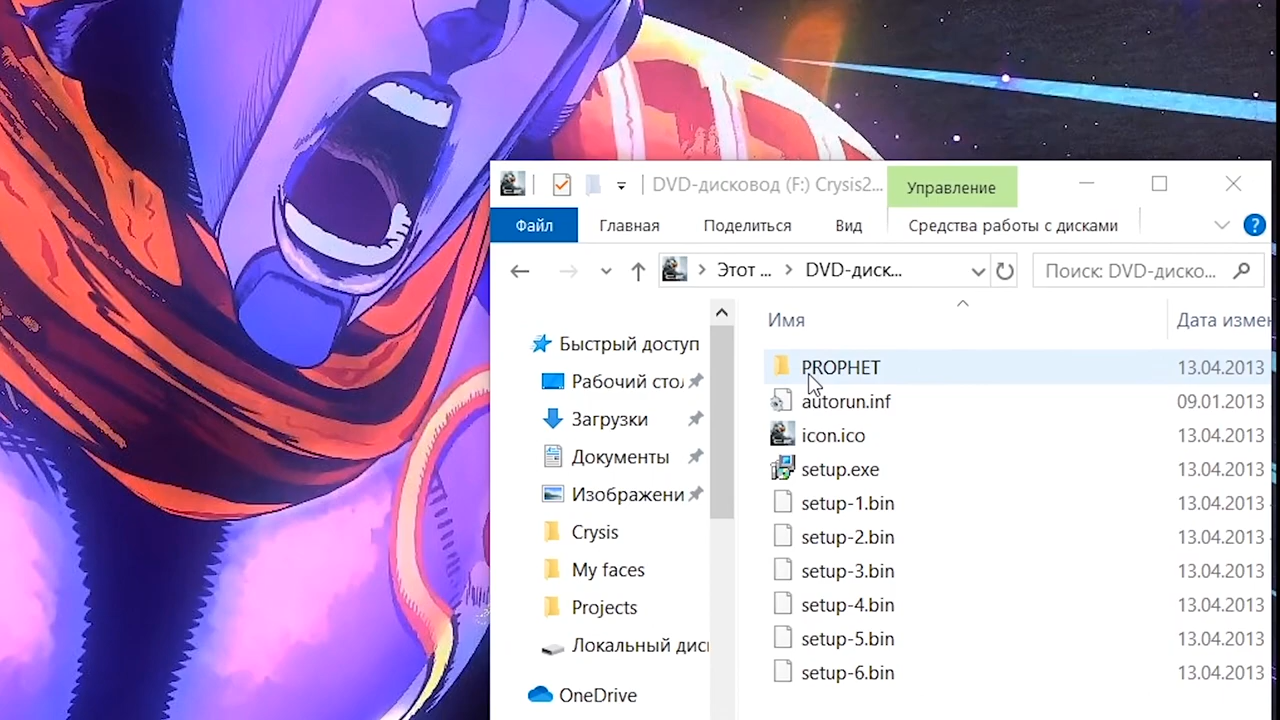 DVD-дисковод (F:) Crysis2...
Управление
Файл
Главная
Поделиться
Вид
Средства работы с дисками
?
Этот ...
DVD-диск...
Поиск: DVD-диско...
Быстрый доступ
Рабочий стол
Загрузки
Документы
Изображени
Crysis
My faces
Projects
Локальный дис
OneDrive
Имя
Дата измен
PROPHET 13.04.2013
autorun.inf 09.01.2013
icon.ico 13.04.2013
setup.exe 13.04.2013
setup-1.bin 13.04.2013
setup-2.bin 13.04.2013
setup-3.bin 13.04.2013
setup-4.bin 13.04.2013
setup-5.bin 13.04.2013
setup-6.bin 13.04.2013